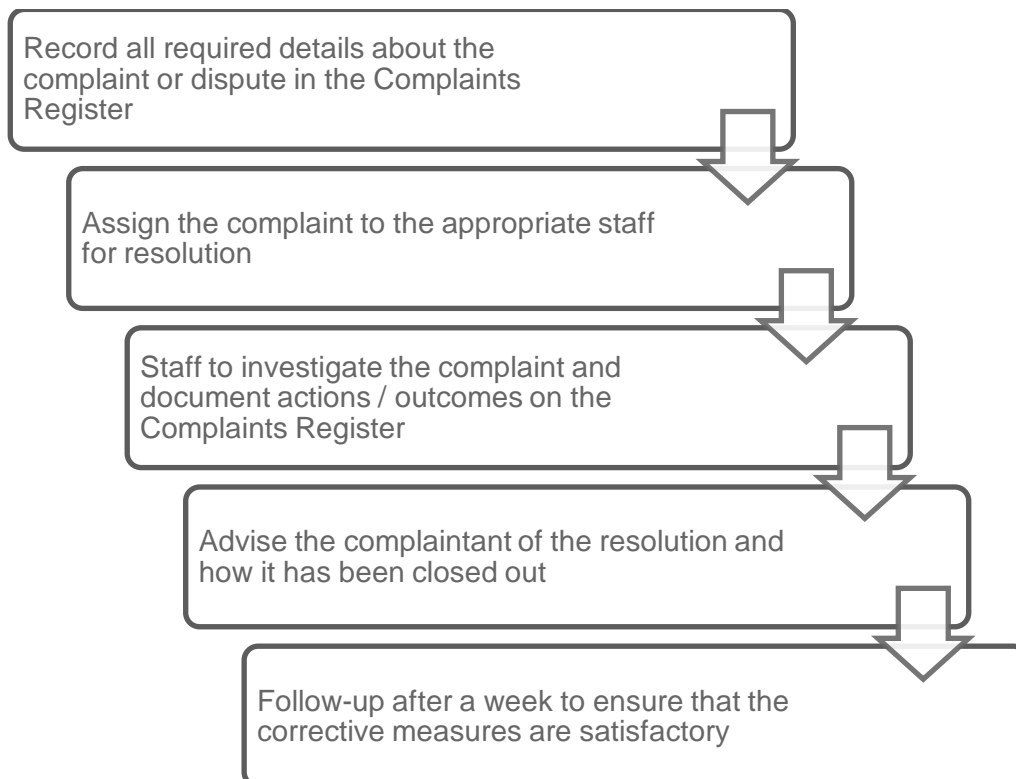 Record all required details about the
complaint or dispute in the Complaints
Register
Assign the complaint to the appropriate staff
for resolution
Staff to investigate the complaint and
document actions / outcomes on the
Complaints Register
Advise the complaintant of the resolution and
how it has been closed out
Follow-up after a week to ensure that the
corrective measures are satisfactory